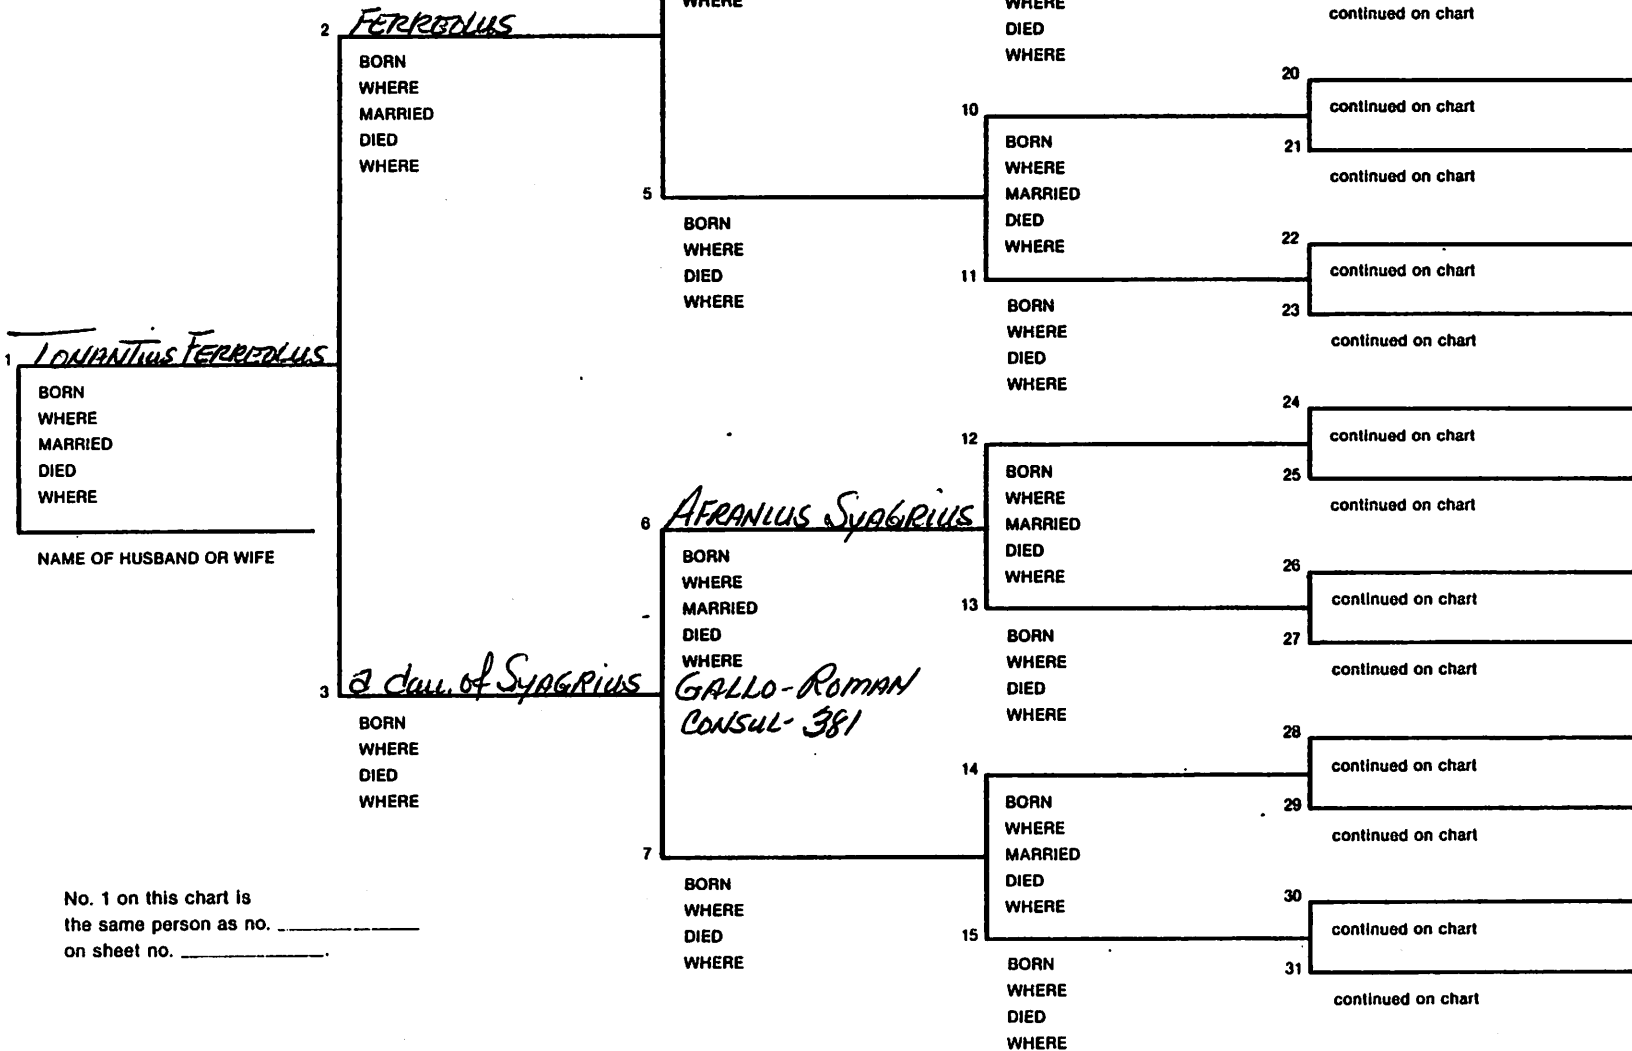 WHERE
WHERE
DIED
WHERE
continued on chart
2 FERREOLUS
BORN
WHERE
MARRIED
DIED
WHERE
20
continued on chart
21
continued on chart
10
BORN
WHERE
MARRIED
DIED
WHERE
5
BORN
WHERE
DIED
WHERE
22
continued on chart
23
continued on chart
11
BORN
WHERE
DIED
WHERE
1 TONANTIUS FERREOLUS
BORN
WHERE
MARRIED
DIED
WHERE
NAME OF HUSBAND OR WIFE
24
continued on chart
25
continued on chart
12
BORN
WHERE
MARRIED
DIED
WHERE
6 AFRANIUS SYAGRIUS
BORN
WHERE
MARRIED
DIED
WHERE
GALLO-ROMAN
CONSUL- 381
26
continued on chart
27
continued on chart
13
BORN
WHERE
DIED
WHERE
3 a dau. of SYAGRIUS
BORN
WHERE
DIED
WHERE
28
continued on chart
29
continued on chart
14
BORN
WHERE
MARRIED
DIED
WHERE
7
BORN
WHERE
DIED
WHERE
30
continued on chart
31
continued on chart
15
BORN
WHERE
DIED
WHERE
No. 1 on this chart is
the same person as no.
on sheet no. .